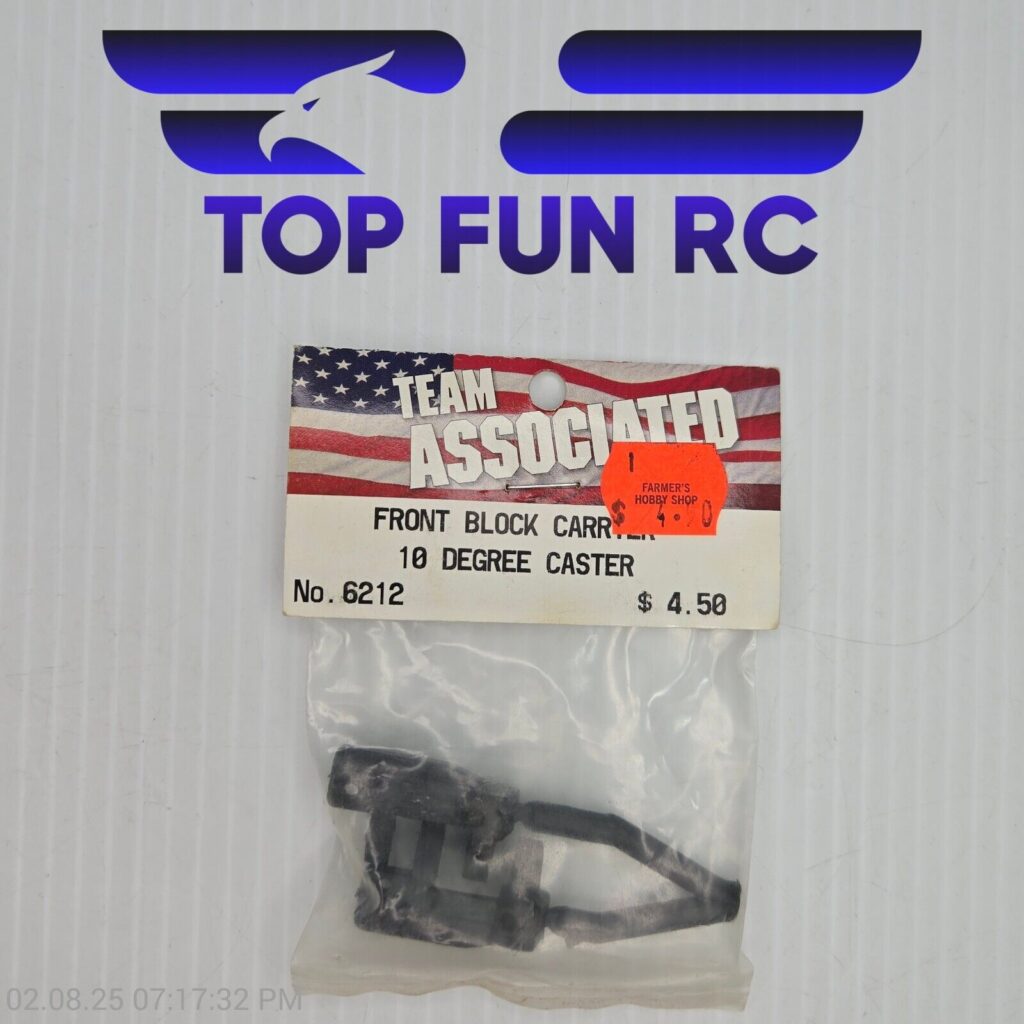 TOP FUN RC
TEAM
ASSOCIATED
1
FARMER'S
HOBBY SHOP
FRONT BLOCK CARRIER
10 DEGREE CASTER
No. 6212
$ 4.50
02.08.25 07:17:32 PM